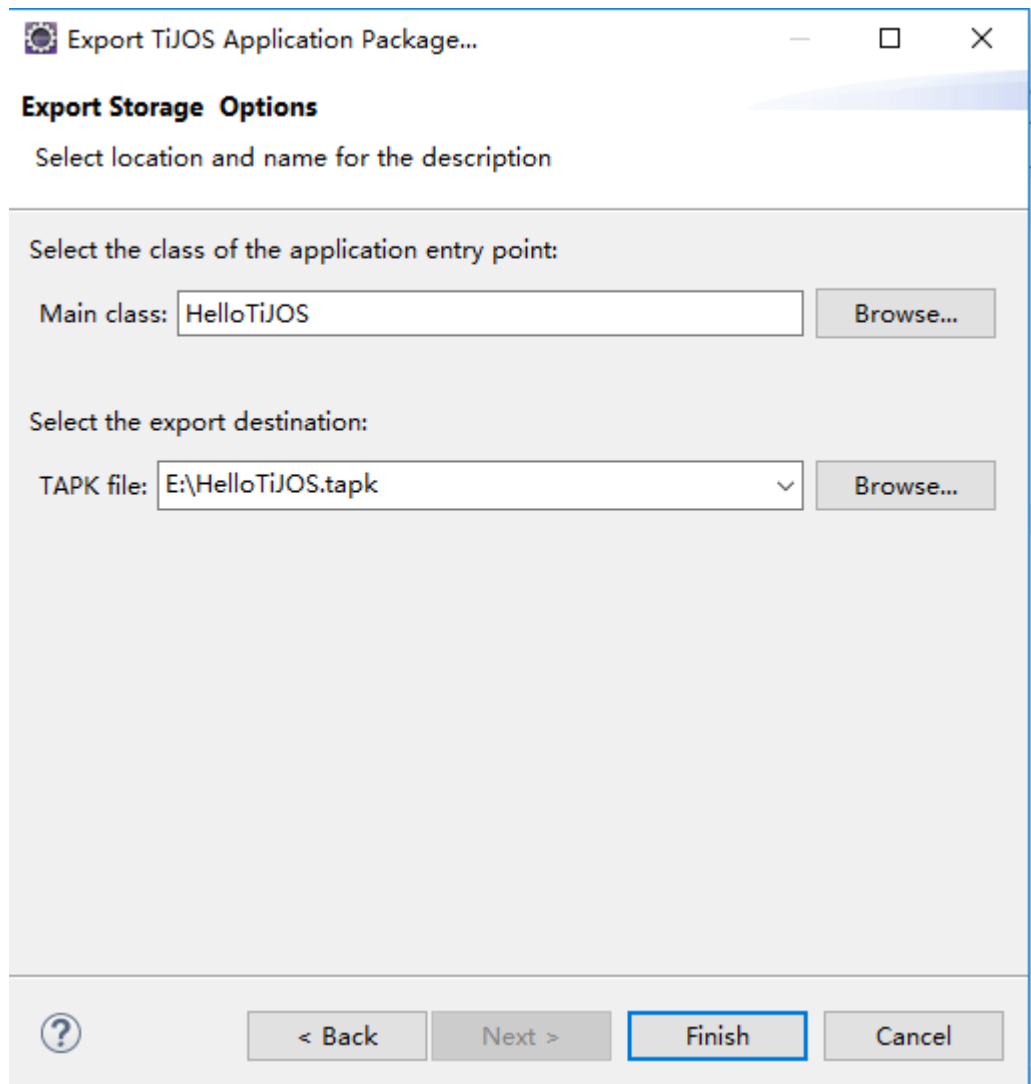 Export TiJOS Application Package...
Export Storage  Options
Select location and name for the description
Select the class of the application entry point:
Main class: HelloTiJOS Browse...
Select the export destination:
TAPK file: E:\HelloTiJOS.tapk Browse...
? < Back Next > Finish Cancel